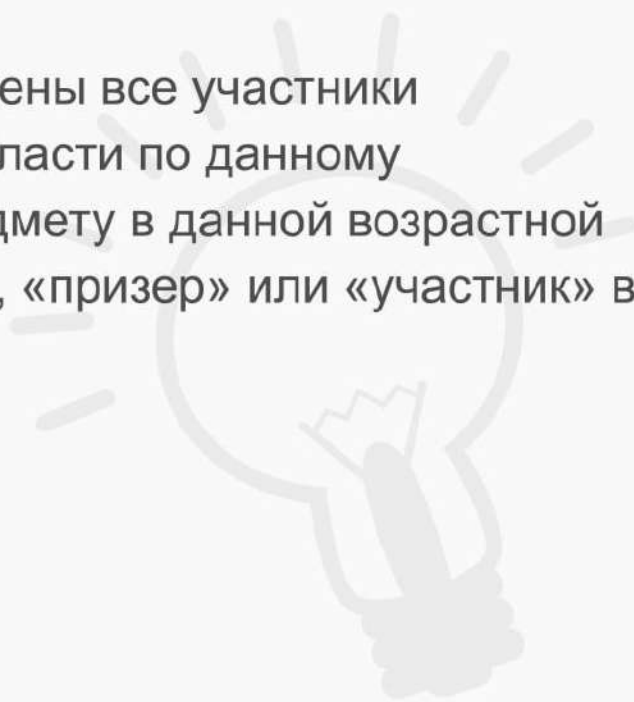 ены все участники
ласти по данному
дмету в данной возрастной
, «призер» или «участник» в